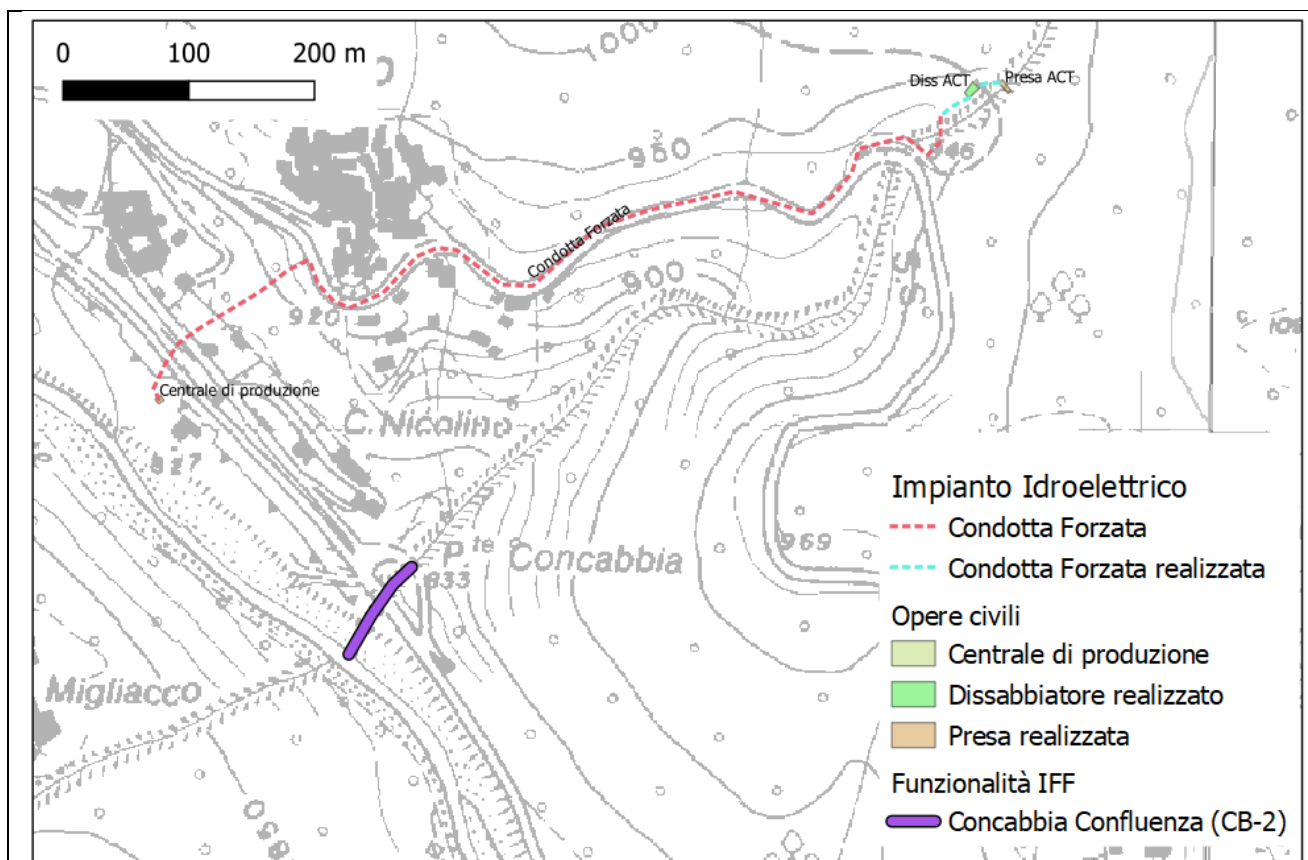 0 100 200 m
1000
Diss ACT
Presa ACT
950
Condotta Forzata
900
920
Centrale di produzione
C. Nicolino
827
P.te Concabbia
833
969
Migliacco
850
Impianto Idroelettrico
Condotta Forzata
Condotta Forzata realizzata
Opere civili
Centrale di produzione
Dissabbiatore realizzato
Presa realizzata
Funzionalità IFF
Concabbia Confluenza (CB-2)